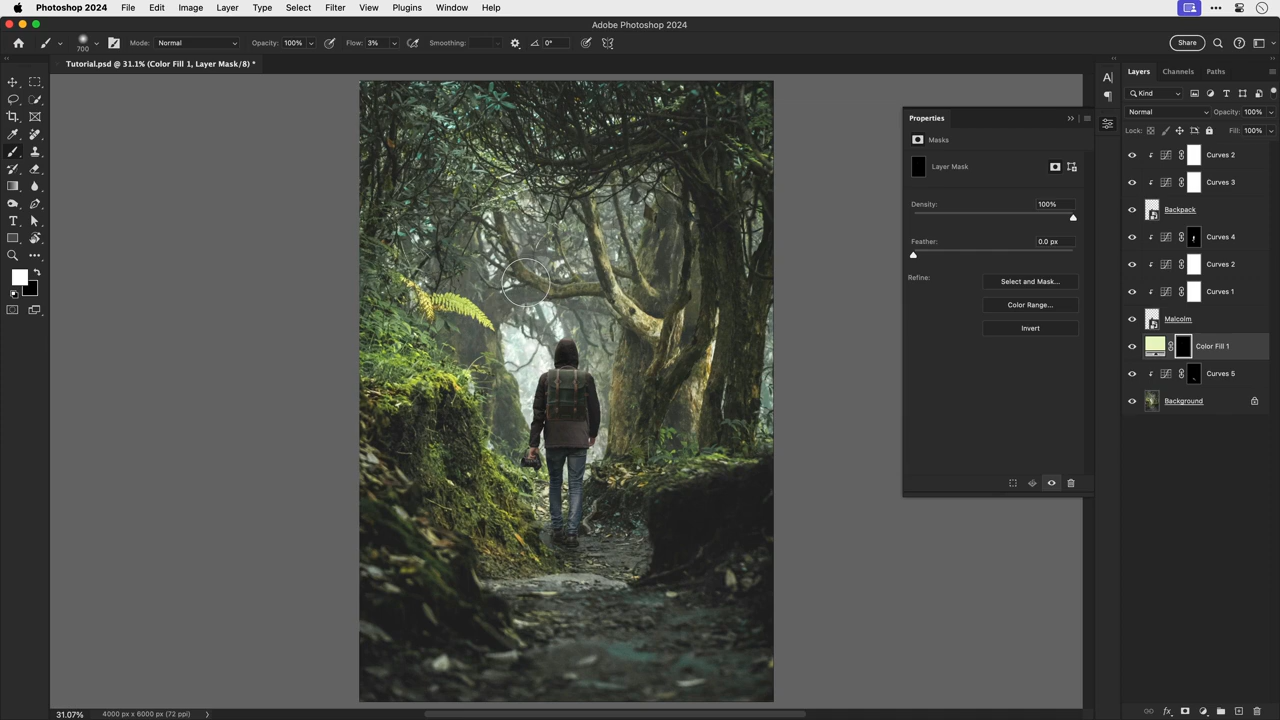 Photoshop 2024 File Edit Image Layer Type Select Filter View Plugins Window Help
Adobe Photoshop 2024
700 Mode: Normal Opacity: 100% Flow: 3% Smoothing: 0° Share
Tutorial.psd @ 31.1% (Color Fill 1, Layer Mask/8) *
Properties
Masks
Layer Mask
Density: 100%
Feather: 0.0 px
Refine: Select and Mask...
Color Range...
Invert
A
Layers Channels Paths
Kind
Normal Opacity: 100%
Lock: Fill: 100%
Curves 2
Curves 3
Backpack
Curves 4
Curves 2
Curves 1
Malcolm
Color Fill 1
Curves 5
Background
fx
31.07% 4000 px x 6000 px (72 ppi)